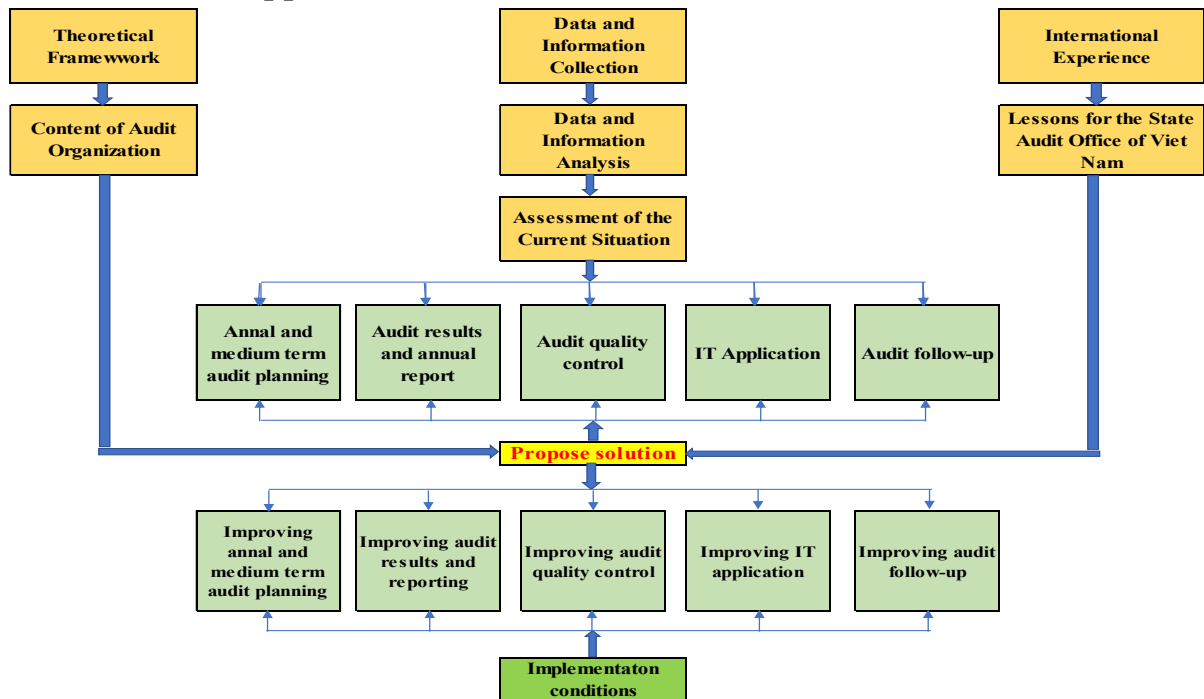 Theoretical
Framewwork
Data and
Information
Collection
International
Experience
Content of Audit
Organization
Data and
Information
Analysis
Lessons for the State
Audit Office of Viet
Nam
Assessment of the
Current Situation
Annal and
medium term
audit planning
Audit results
and annual
report
Audit quality
control
IT Application
Audit follow-up
Propose solution
Improving
annal and
medium term
audit planning
Improving audit
results and
reporting
Improving audit
quality control
Improving IT
application
Improving audit
follow-up
Implementaton
conditions